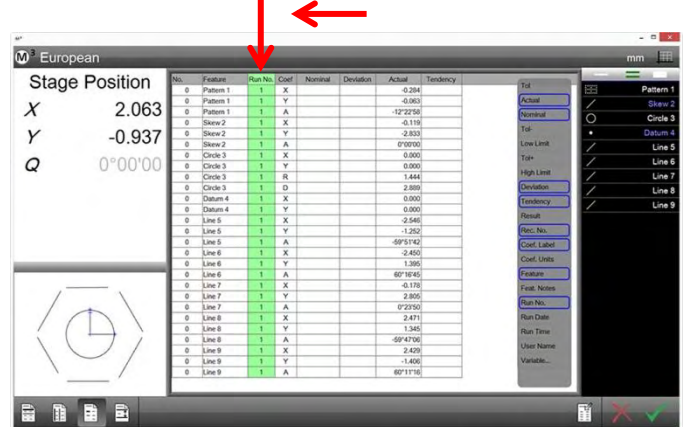 M³ European mm
Stage Position
X 2.063
Y -0.937
Q 0°00'00
No. Feature Run No. Coef Nominal Deviation Actual Tendency
0 Pattern 1 1 X -0.284
0 Pattern 1 1 Y -0.063
0 Pattern 1 1 A -12°22'58
0 Skew 2 1 X -0.119
0 Skew 2 1 Y -2.833
0 Skew 2 1 A 0°00'00
0 Circle 3 1 X 0.000
0 Circle 3 1 Y 0.000
0 Circle 3 1 R 1.444
0 Circle 3 1 D 2.889
0 Datum 4 1 X 0.000
0 Datum 4 1 Y 0.000
0 Line 5 1 X -2.546
0 Line 5 1 Y -1.252
0 Line 5 1 A -59°51'42
0 Line 6 1 X -2.450
0 Line 6 1 Y 1.395
0 Line 6 1 A 60°16'45
0 Line 7 1 X -0.178
0 Line 7 1 Y 2.805
0 Line 7 1 A 0°23'50
0 Line 8 1 X 2.471
0 Line 8 1 Y 1.345
0 Line 8 1 A -59°47'06
0 Line 9 1 X 2.429
0 Line 9 1 Y -1.406
0 Line 9 1 A 60°11'16
Tol
Actual
Nominal
Tol-
Low Limit
Tol+
High Limit
Deviation
Tendency
Result
Rec. No.
Coef. Label
Coef. Units
Feature
Feat. Notes
Run No.
Run Date
Run Time
User Name
Variable...
Pattern 1
Skew 2
Circle 3
Datum 4
Line 5
Line 6
Line 7
Line 8
Line 9